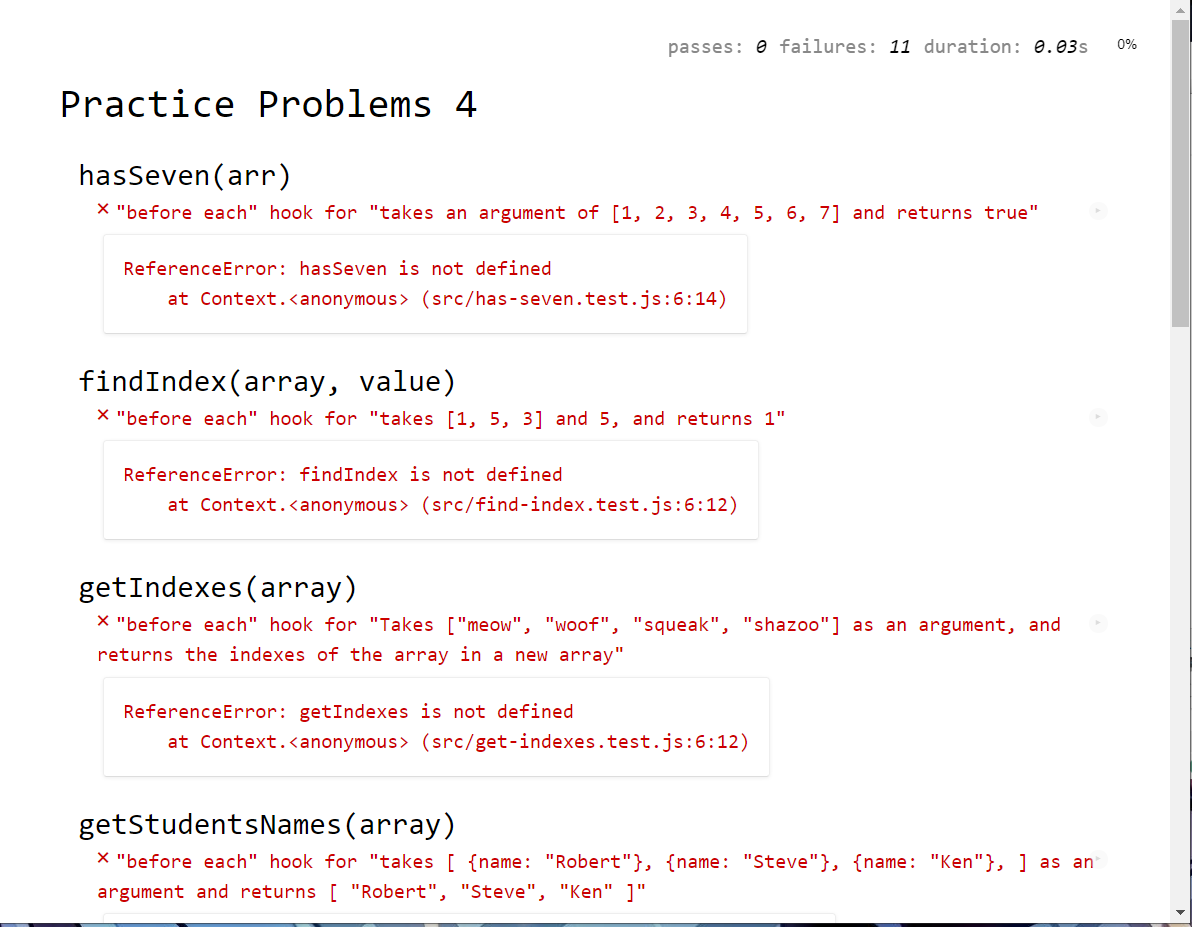 passes: 0 failures: 11 duration: 0.03s 0%
Practice Problems 4
hasSeven(arr)
× "before each" hook for "takes an argument of [1, 2, 3, 4, 5, 6, 7] and returns true"
ReferenceError: hasSeven is not defined
at Context.<anonymous> (src/has-seven.test.js:6:14)
findIndex(array, value)
× "before each" hook for "takes [1, 5, 3] and 5, and returns 1"
ReferenceError: findIndex is not defined
at Context.<anonymous> (src/find-index.test.js:6:12)
getIndexes(array)
× "before each" hook for "Takes ["meow", "woof", "squeak", "shazoo"] as an argument, and
returns the indexes of the array in a new array"
ReferenceError: getIndexes is not defined
at Context.<anonymous> (src/get-indexes.test.js:6:12)
getStudentsNames(array)
× "before each" hook for "takes [ {name: "Robert"}, {name: "Steve"}, {name: "Ken"}, ] as an
argument and returns [ "Robert", "Steve", "Ken" ]"